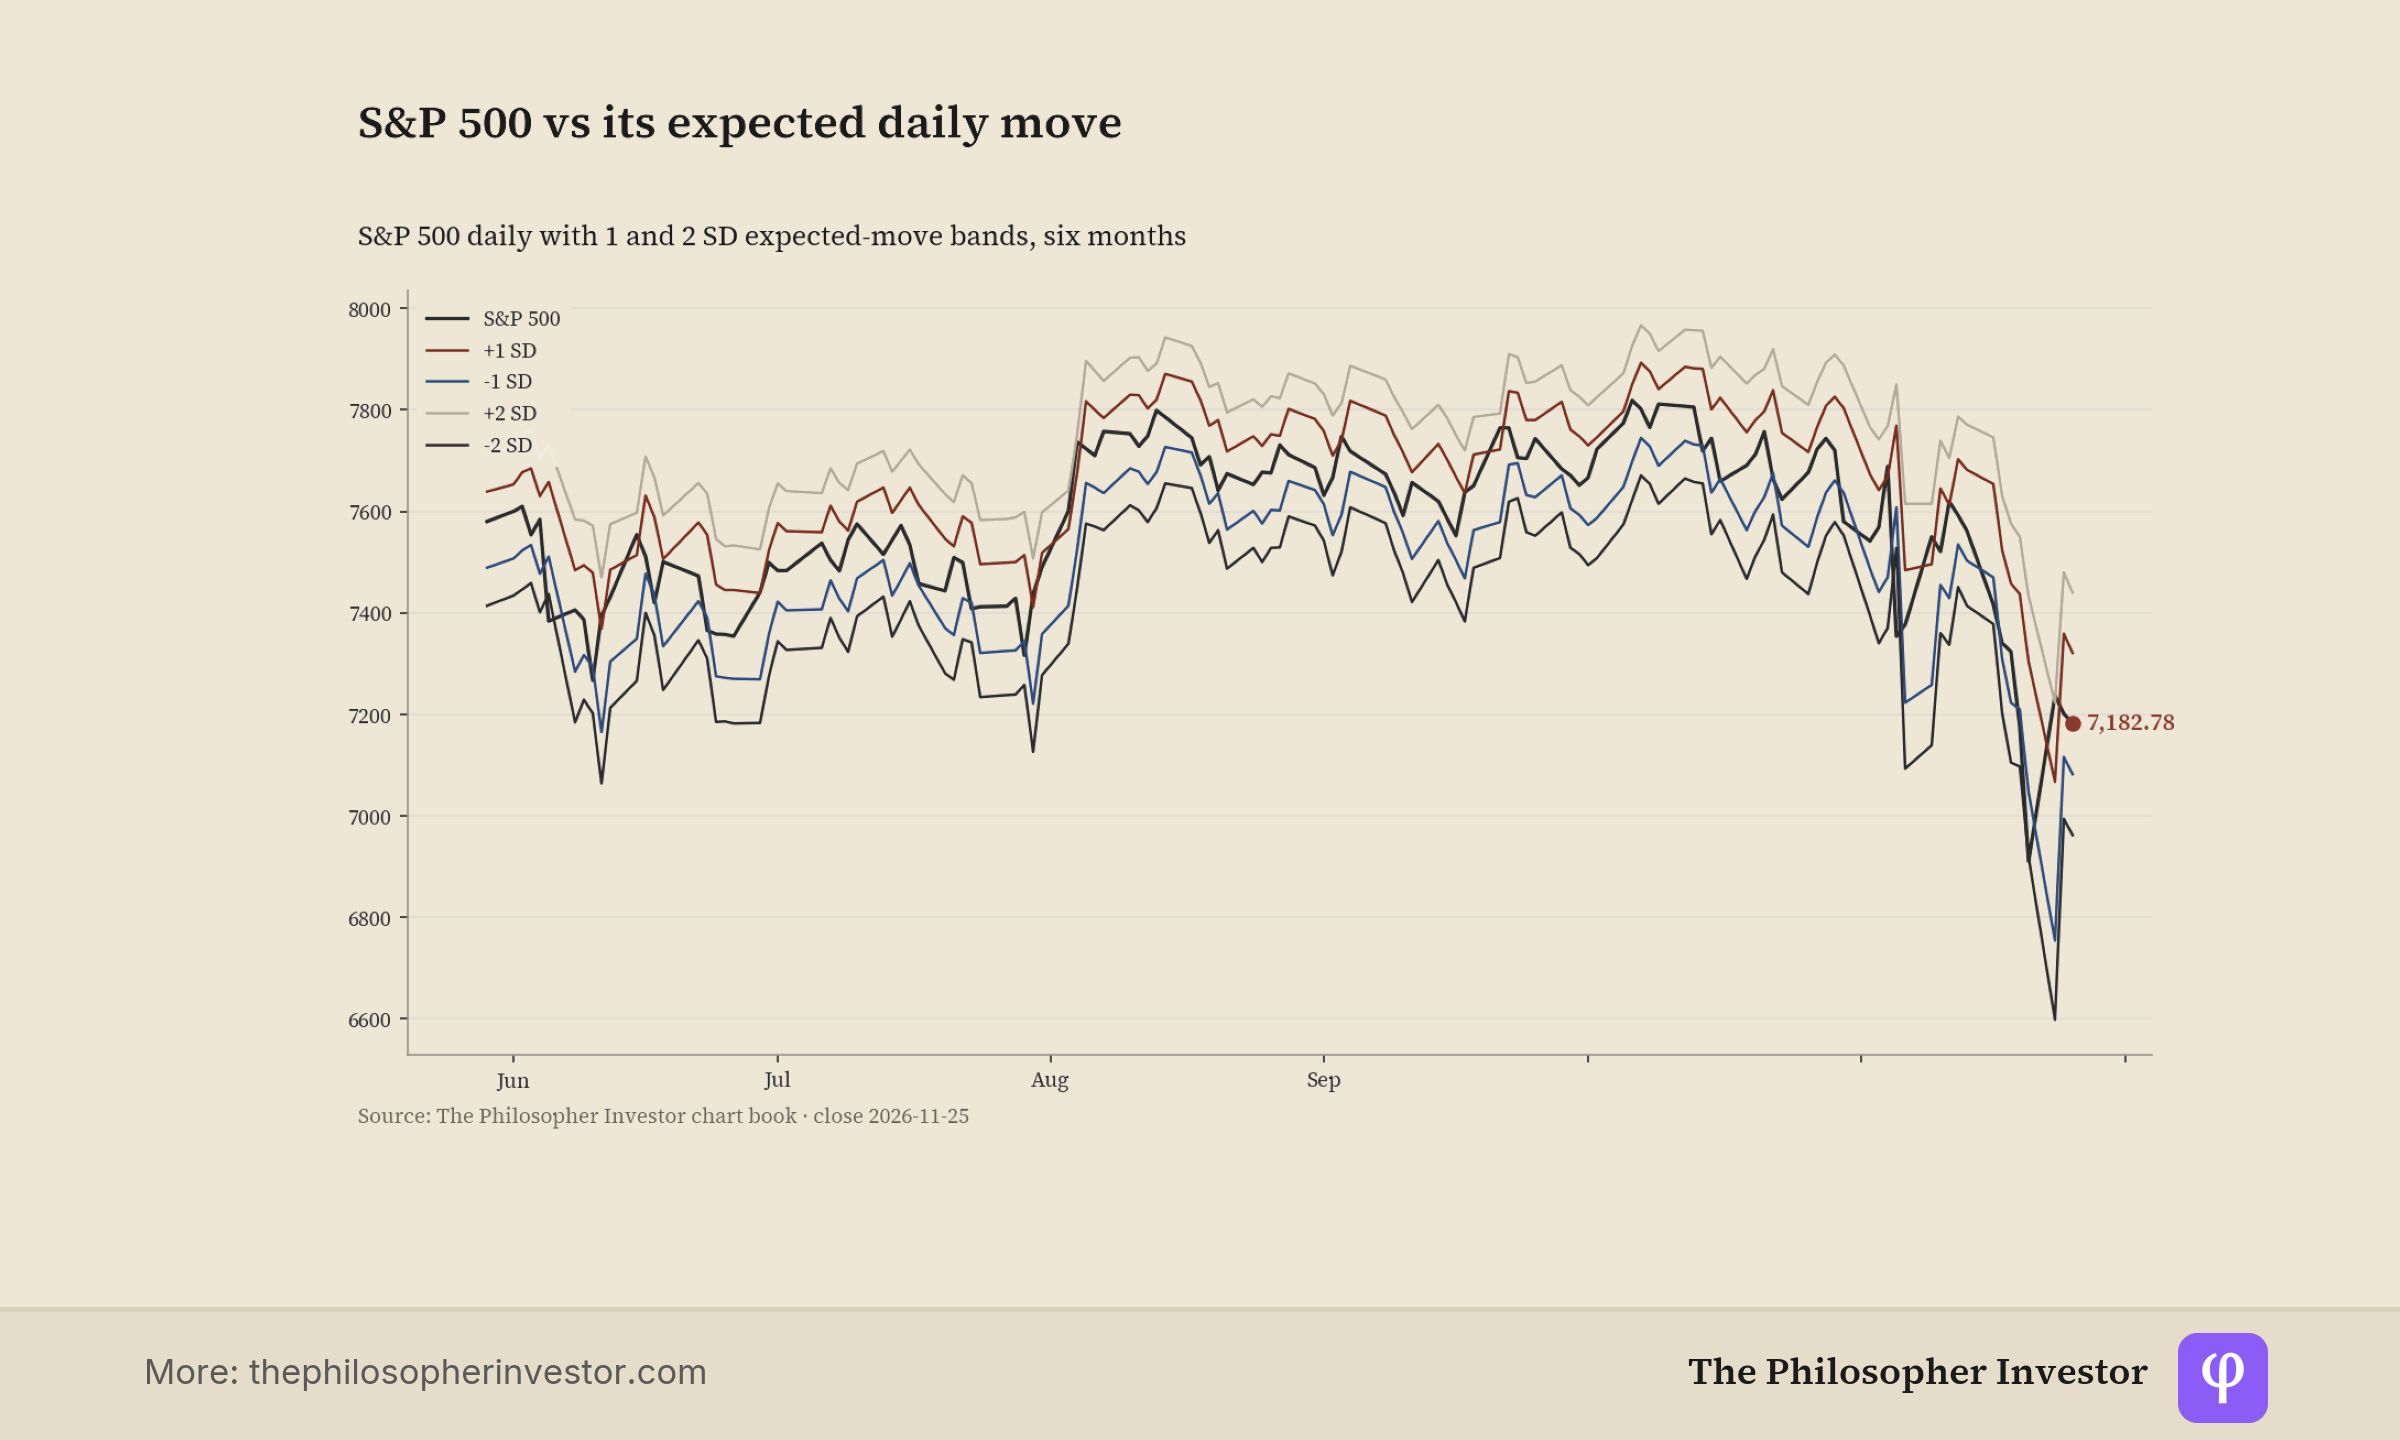 S&P 500 vs its expected daily move
S&P 500 daily with 1 and 2 SD expected-move bands, six months
8000
7800
7600
7400
7200
7000
6800
6600
S&P 500
+1 SD
-1 SD
+2 SD
-2 SD
7,182.78
Jun
Jul
Aug
Sep
Source: The Philosopher Investor chart book · close 2026-11-25
More: thephilosopherinvestor.com
The Philosopher Investor
φ